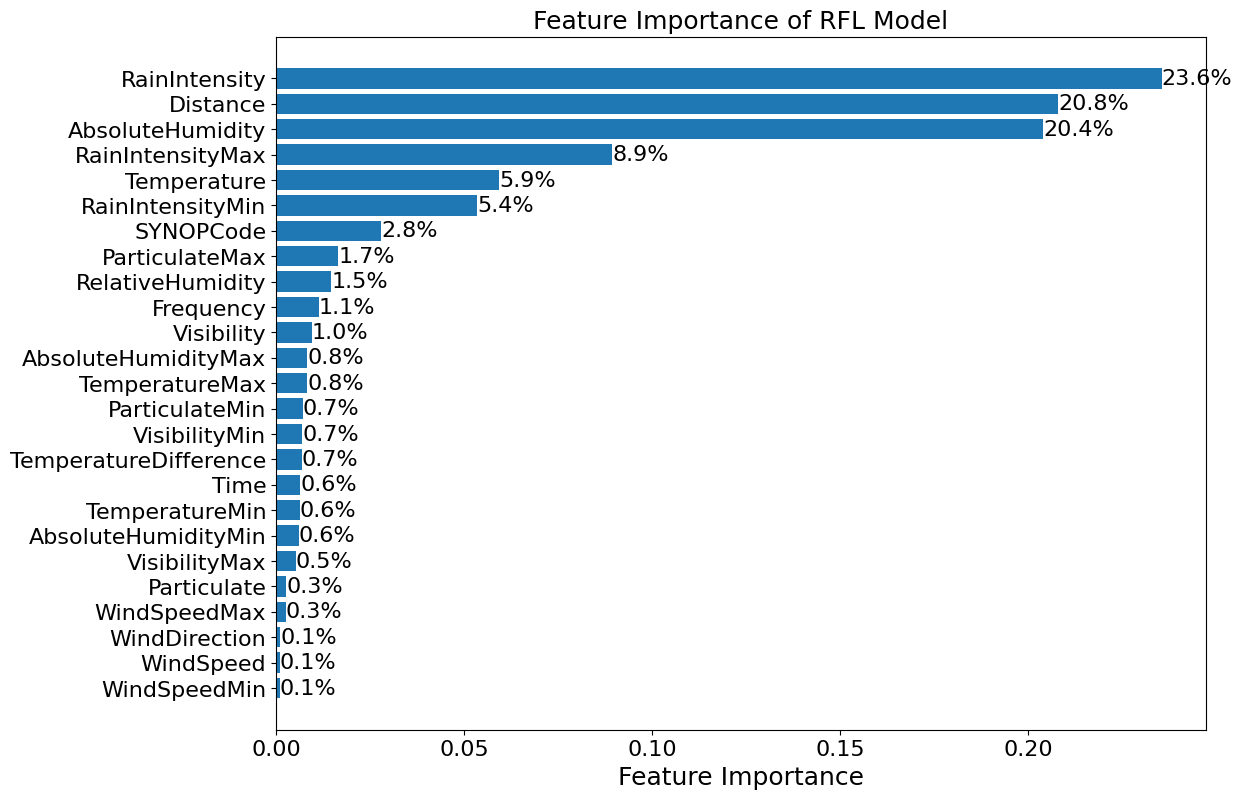 Feature Importance of RFL Model
RainIntensity 23.6%
Distance 20.8%
AbsoluteHumidity 20.4%
RainIntensityMax 8.9%
Temperature 5.9%
RainIntensityMin 5.4%
SYNOPCode 2.8%
ParticulateMax 1.7%
RelativeHumidity 1.5%
Frequency 1.1%
Visibility 1.0%
AbsoluteHumidityMax 0.8%
TemperatureMax 0.8%
ParticulateMin 0.7%
VisibilityMin 0.7%
TemperatureDifference 0.7%
Time 0.6%
TemperatureMin 0.6%
AbsoluteHumidityMin 0.6%
VisibilityMax 0.5%
Particulate 0.3%
WindSpeedMax 0.3%
WindDirection 0.1%
WindSpeed 0.1%
WindSpeedMin 0.1%
0.00 0.05 0.10 0.15 0.20
Feature Importance